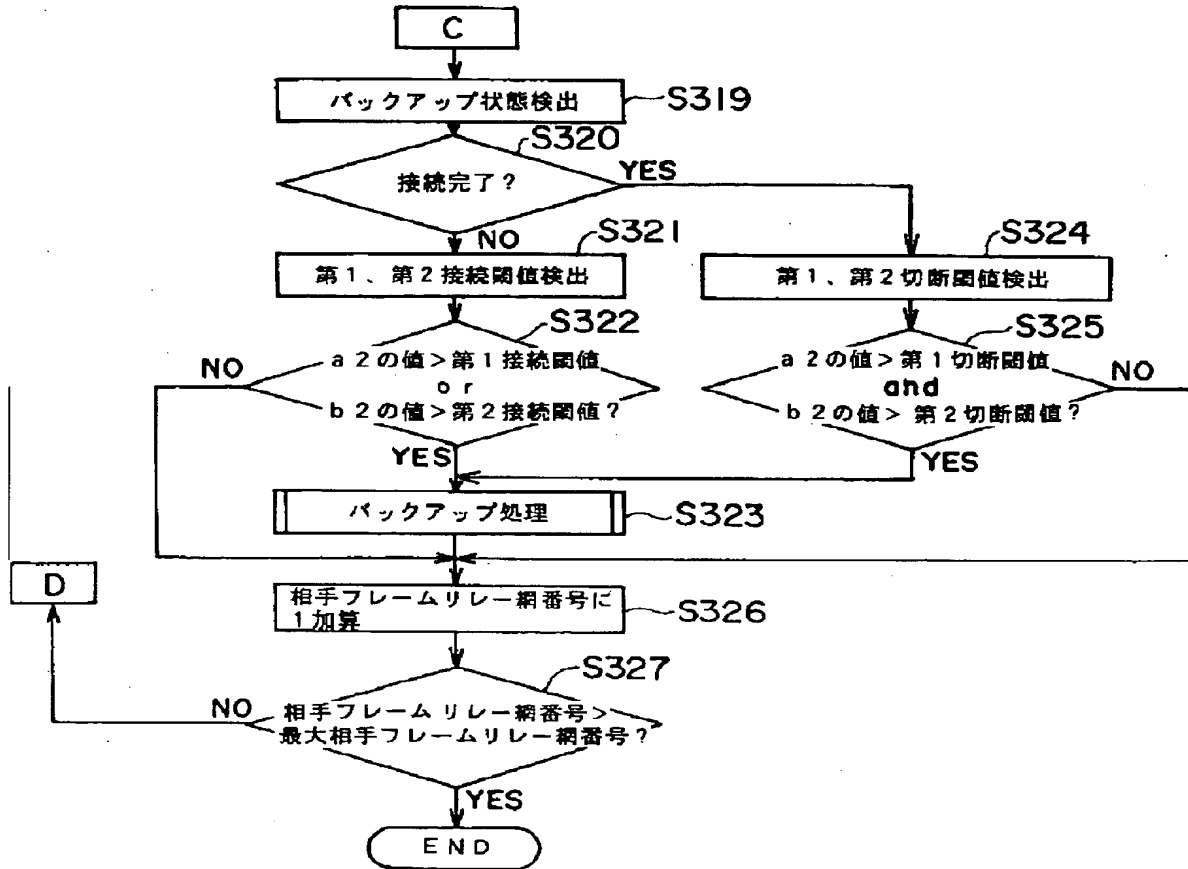 C
バックアップ状態検出
S319
S320
接続完了?
YES
NO
S321
第1、第2接続閾値検出
S324
第1、第2切断閾値検出
S322
a2の値>第1接続閾値
or
b2の値>第2接続閾値?
NO
YES
S325
a2の値>第1切断閾値
and
b2の値>第2切断閾値?
NO
YES
バックアップ処理
S323
D
相手フレームリレー網番号に
1加算
S326
S327
相手フレームリレー網番号>
最大相手フレームリレー網番号?
NO
YES
END